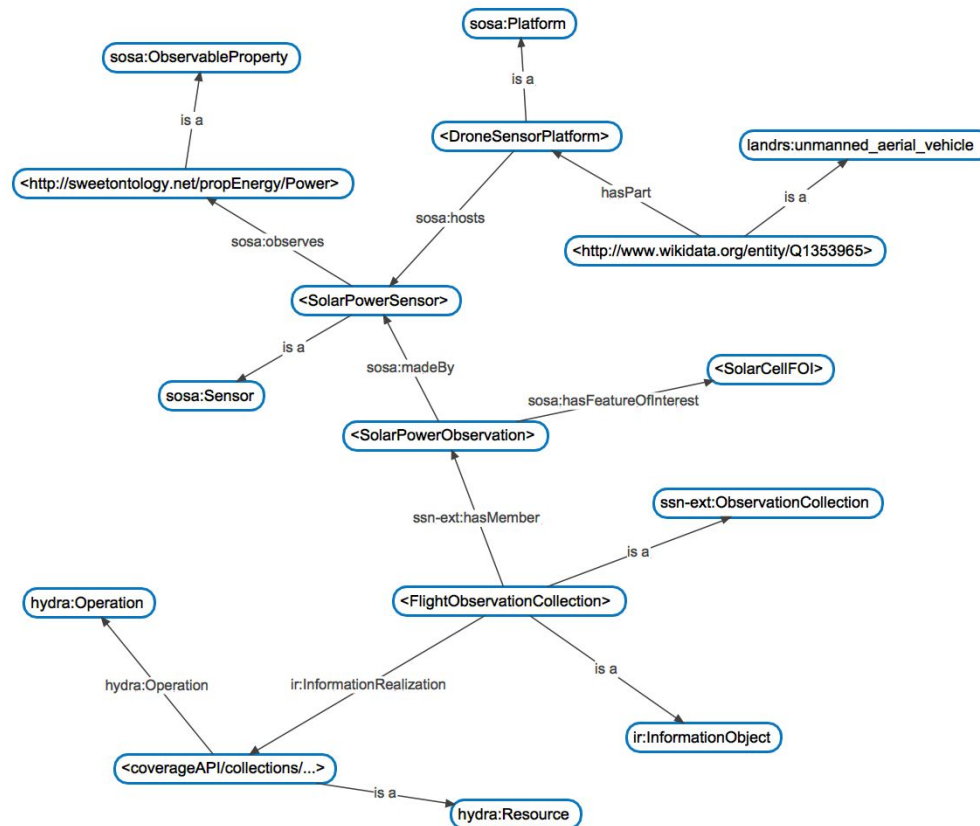 sosa:Platform
sosa:ObservableProperty
is a
is a
<DroneSensorPlatform>
landrs:unmanned_aerial_vehicle
<http://sweetontology.net/propEnergy/Power>
hasPart
is a
sosa:hosts
sosa:observes
<http://www.wikidata.org/entity/Q1353965>
<SolarPowerSensor>
is a
sosa:madeBy
<SolarCellFOI>
sosa:Sensor
sosa:hasFeatureOfInterest
<SolarPowerObservation>
ssn-ext:ObservationCollection
ssn-ext:hasMember
is a
hydra:Operation
<FlightObservationCollection>
is a
hydra:Operation
ir:InformationRealization
ir:InformationObject
<coverageAPI/collections/...>
is a
hydra:Resource